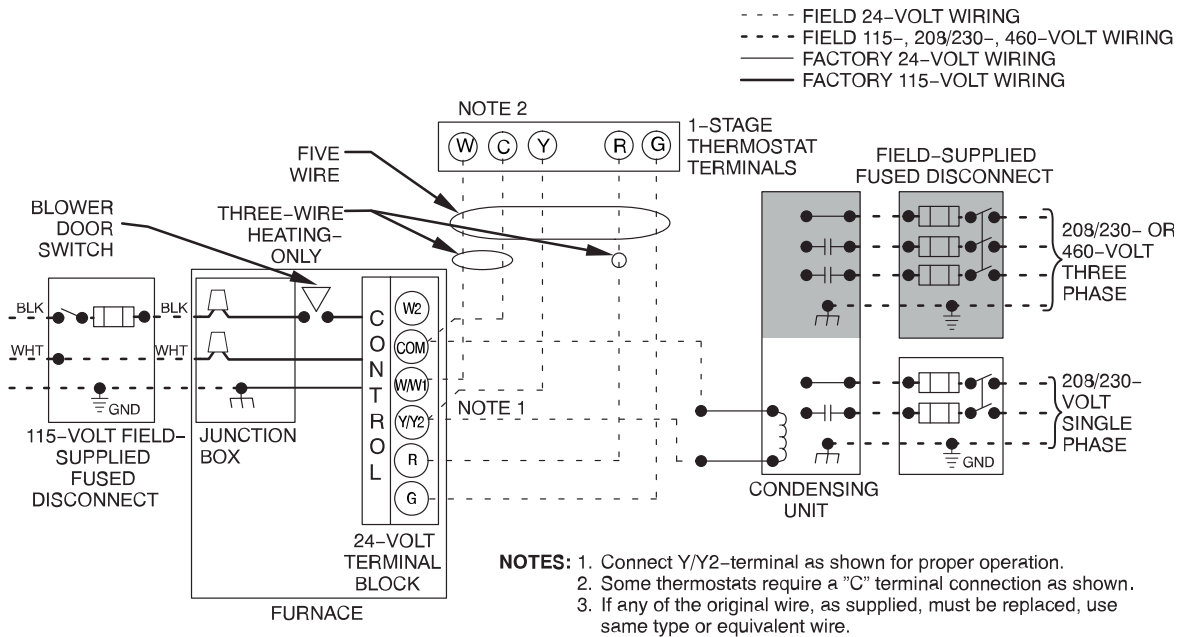 FIELD 24-VOLT WIRING
FIELD 115-, 208/230-, 460-VOLT WIRING
FACTORY 24-VOLT WIRING
FACTORY 115-VOLT WIRING
NOTE 2
W C Y R G
1-STAGE
THERMOSTAT
TERMINALS
FIVE
WIRE
BLOWER
DOOR
SWITCH
THREE-WIRE
HEATING-
ONLY
FIELD-SUPPLIED
FUSED DISCONNECT
208/230- OR
460-VOLT
THREE
PHASE
BLK
BLK
WHT
WHT
GND
115-VOLT FIELD-
SUPPLIED
FUSED
DISCONNECT
JUNCTION
BOX
CONTROL
W2
COM
W/W1
Y/Y2
R
G
NOTE 1
24-VOLT
TERMINAL
BLOCK
FURNACE
208/230-
VOLT
SINGLE
PHASE
GND
CONDENSING
UNIT
NOTES: 1. Connect Y/Y2-terminal as shown for proper operation.
2. Some thermostats require a "C" terminal connection as shown.
3. If any of the original wire, as supplied, must be replaced, use
same type or equivalent wire.